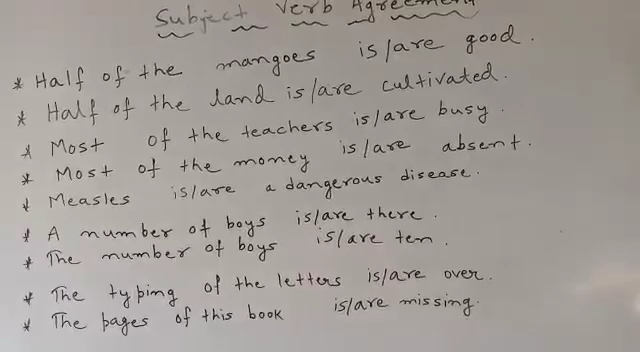 Subject Verb Agreement
* Half of the mangoes is/are good.
* Half of the land is/are cultivated.
* Most of the teachers is/are busy.
* Most of the money is/are absent.
* Measles is/are a dangerous disease.
* A number of boys is/are there.
* The number of boys is/are ten.
* The typing of the letters is/are over.
* The pages of this book is/are missing.